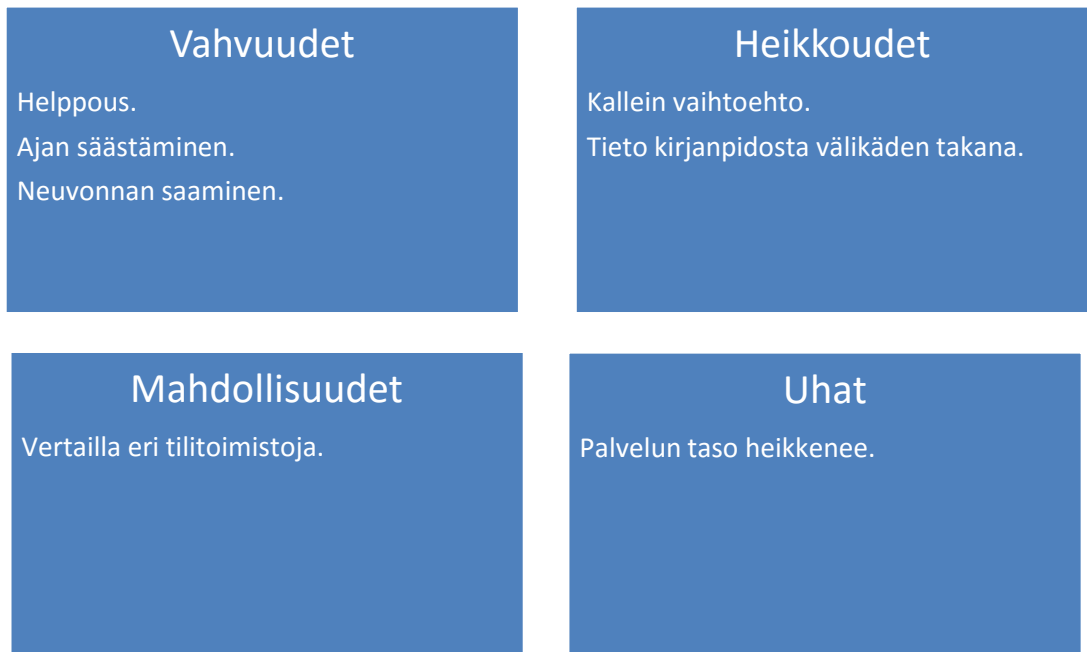 Vahvuudet
Helppous.
Ajan säästäminen.
Neuvonnan saaminen.
Heikkoudet
Kallein vaihtoehto.
Tieto kirjanpidosta välikäden takana.
Mahdollisuudet
Vertailla eri tilitoimistoja.
Uhat
Palvelun taso heikkenee.